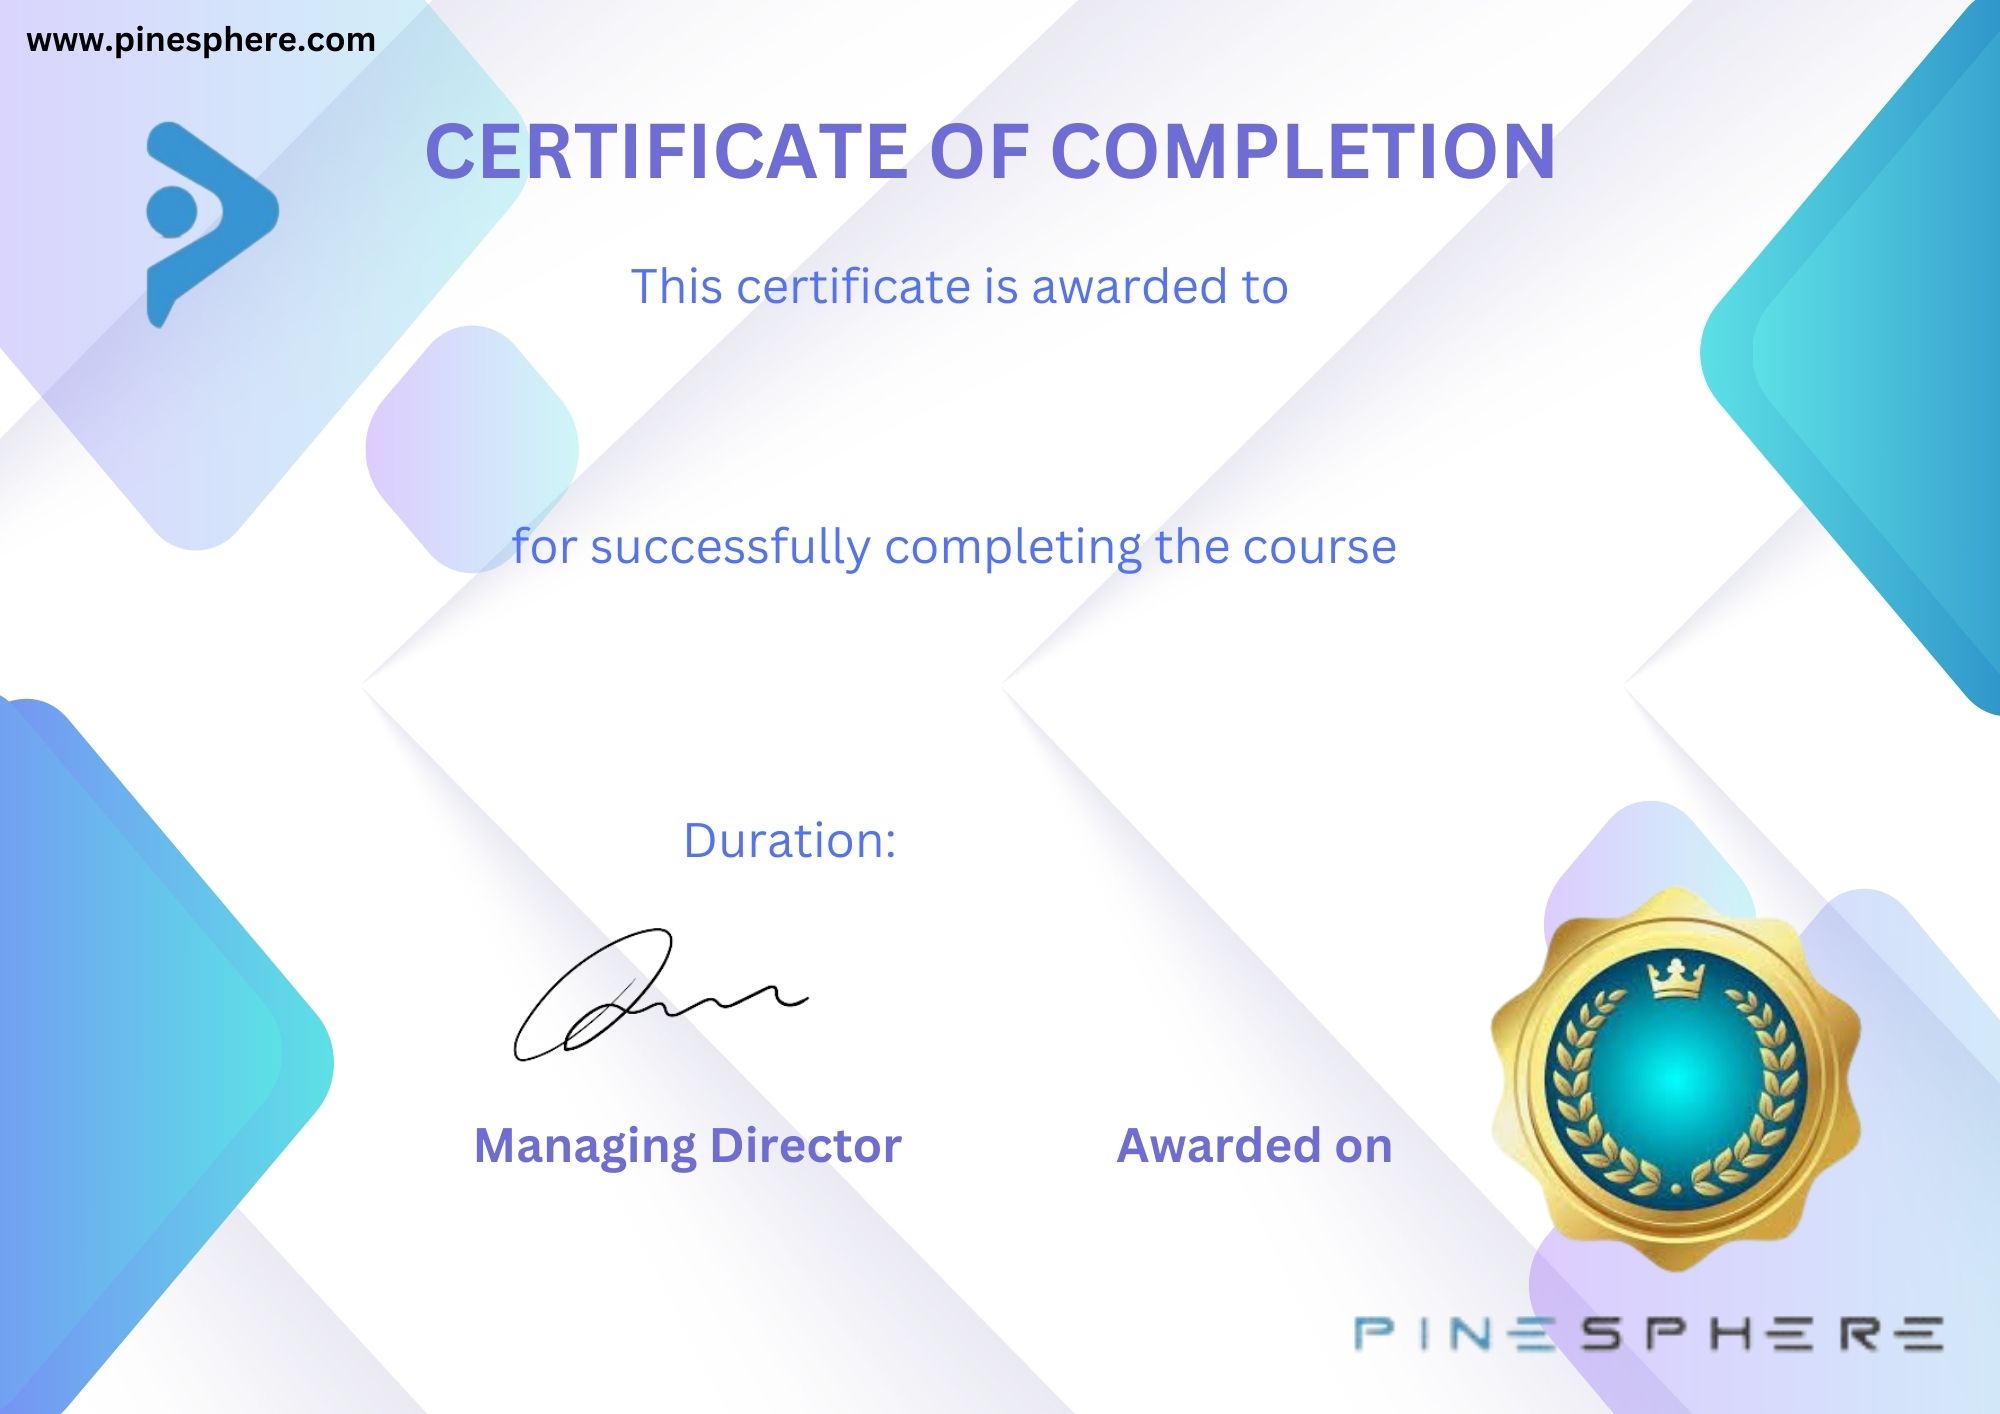 www.pinesphere.com
CERTIFICATE OF COMPLETION
This certificate is awarded to
for successfully completing the course
Duration:
Managing Director
Awarded on
PINESPHERE